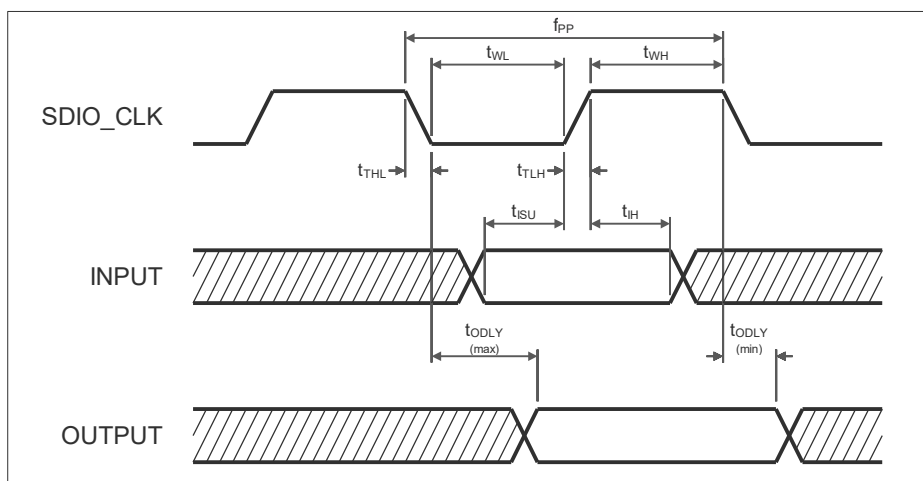 fPP
tWL
tWH
SDIO_CLK
tTHL
tTLH
tISU
tIH
INPUT
tODLY
(max)
tODLY
(min)
OUTPUT